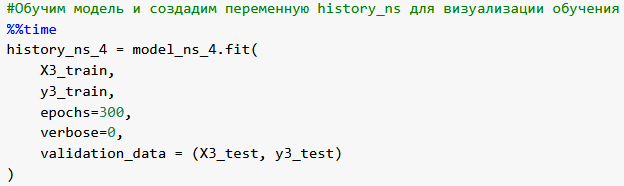 #Обучим модель и создадим переменную history_ns для визуализации обучения
%%time
history_ns_4 = model_ns_4.fit(
    X3_train,
    y3_train,
    epochs=300,
    verbose=0,
    validation_data = (X3_test, y3_test)
)